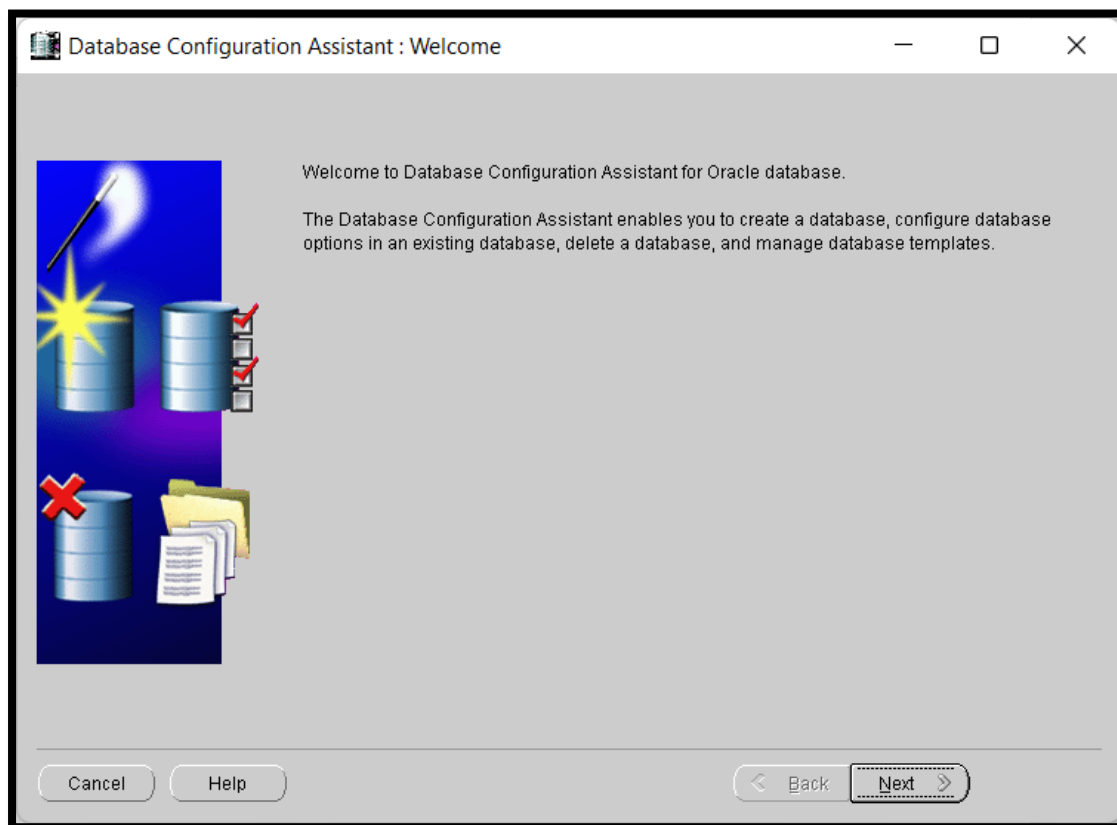 Database Configuration Assistant : Welcome
Welcome to Database Configuration Assistant for Oracle database.
The Database Configuration Assistant enables you to create a database, configure database
options in an existing database, delete a database, and manage database templates.
Cancel Help Back Next